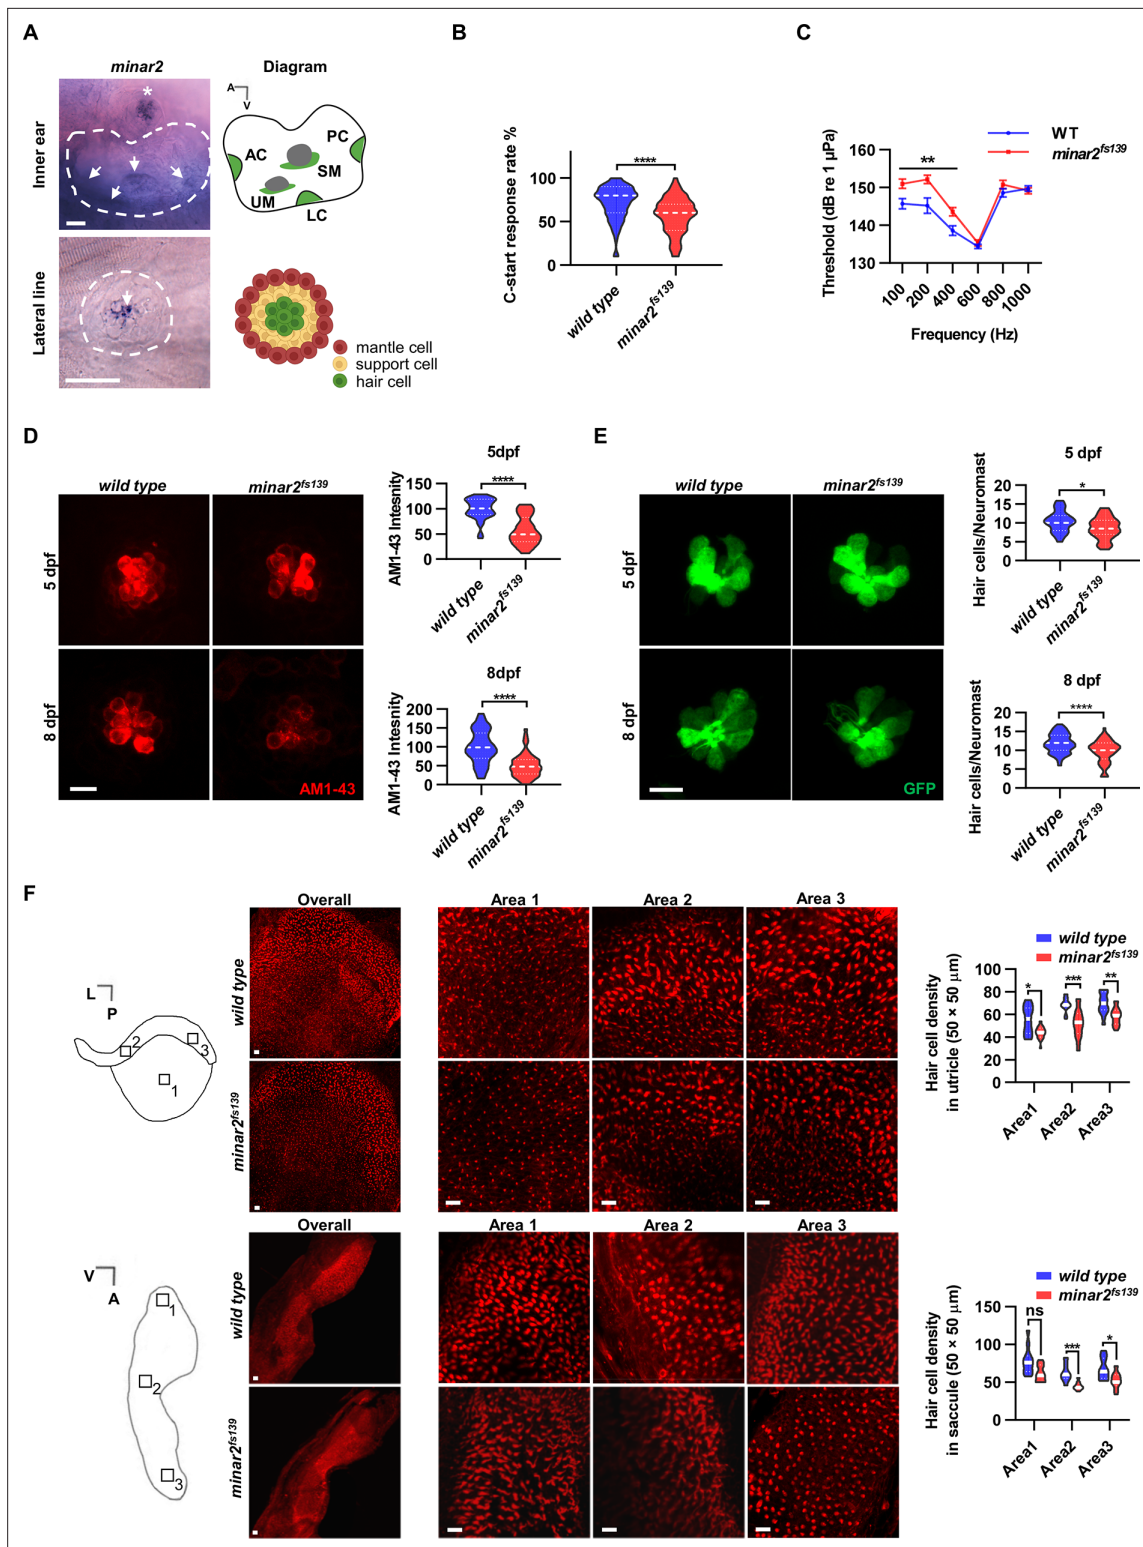 A
minar2
Diagram
Inner ear
*
A
V
PC
AC
SM
UM
LC
Lateral line
mantle cell
support cell
hair cell
B
C-start response rate %
100
50
0
****
wild type
minar2fs139
C
WT
minar2fs139
Threshold (dB re 1 µPa)
160
150
140
130
**
100
200
400
600
800
1000
Frequency (Hz)
D
wild type
minar2fs139
5 dpf
8 dpf
AM1-43
5dpf
AM1-43 Intesnity
150
100
50
0
****
wild type
minar2fs139
8dpf
AM1-43 Intesnity
200
150
100
50
0
****
wild type
minar2fs139
E
wild type
minar2fs139
5 dpf
8 dpf
GFP
5 dpf
Hair cells/Neuromast
20
15
10
5
0
*
wild type
minar2fs139
8 dpf
Hair cells/Neuromast
20
15
10
5
0
****
wild type
minar2fs139
F
L
P
2
3
1
Overall
Area 1
Area 2
Area 3
wild type
minar2fs139
wild type
minar2fs139
Hair cell density
in utricle (50 × 50 µm)
100
80
60
40
20
0
*
***
**
Area1
Area2
Area3
V
A
1
2
3
Overall
Area 1
Area 2
Area 3
wild type
minar2fs139
wild type
minar2fs139
Hair cell density
in saccule (50 × 50 µm)
150
100
50
0
ns
***
*
Area1
Area2
Area3